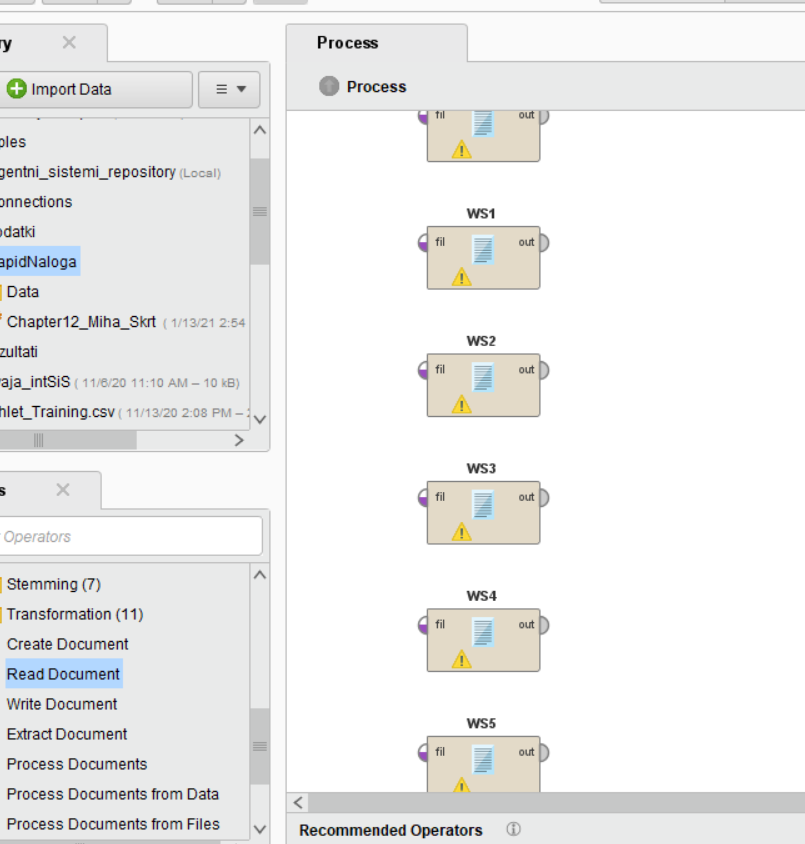 ry
Import Data
ples
gentni_sistemi_repository (Local)
onnections
odatki
apidNaloga
Data
Chapter12_Miha_Skrt ( 1/13/21 2:54
zultati
aja_intSiS ( 11/6/20 11:10 AM – 10 kB)
hlet_Training.csv ( 11/13/20 2:08 PM –
s
Operators
Stemming (7)
Transformation (11)
Create Document
Read Document
Write Document
Extract Document
Process Documents
Process Documents from Data
Process Documents from Files
Process
Process
fil out
WS1
fil out
WS2
fil out
WS3
fil out
WS4
fil out
WS5
fil out
Recommended Operators